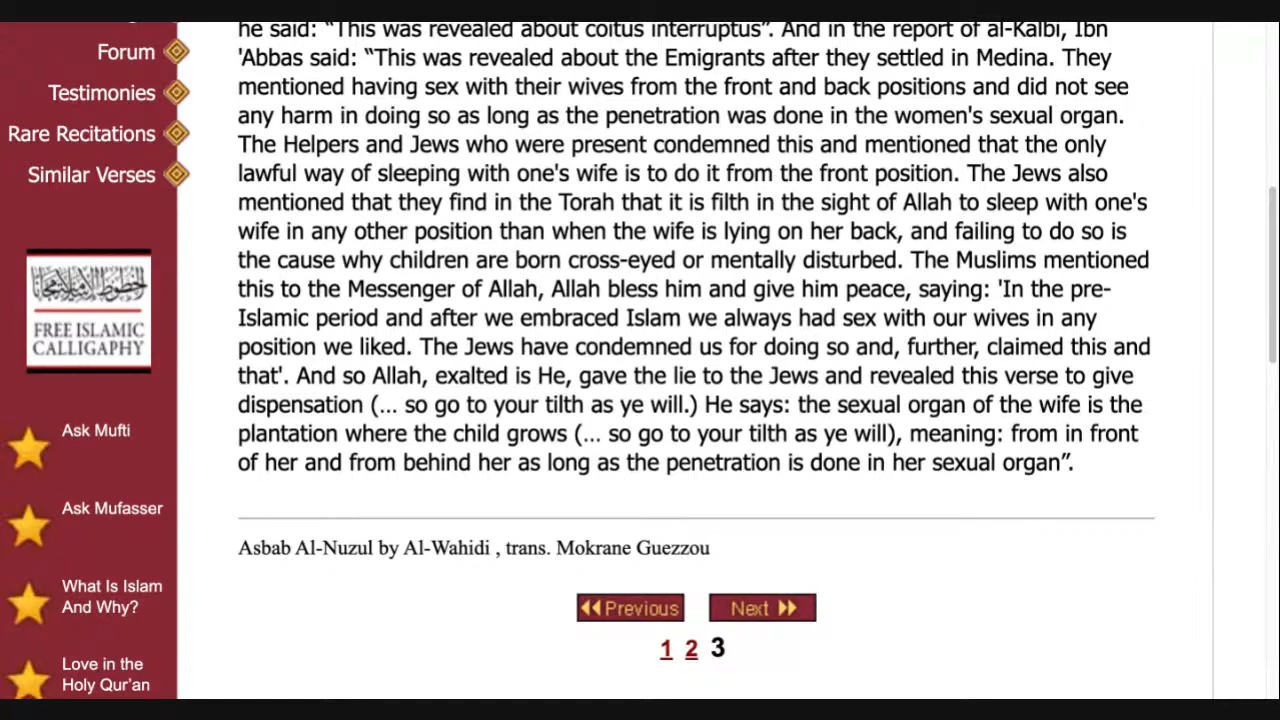 Forum
Testimonies
Rare Recitations
Similar Verses
FREE ISLAMIC
CALLIGAPHY
Ask Mufti
Ask Mufasser
What Is Islam
And Why?
Love in the
Holy Qur'an
he said: “This was revealed about coitus interruptus”. And in the report of al-Kalbi, Ibn
'Abbas said: “This was revealed about the Emigrants after they settled in Medina. They
mentioned having sex with their wives from the front and back positions and did not see
any harm in doing so as long as the penetration was done in the women's sexual organ.
The Helpers and Jews who were present condemned this and mentioned that the only
lawful way of sleeping with one's wife is to do it from the front position. The Jews also
mentioned that they find in the Torah that it is filth in the sight of Allah to sleep with one's
wife in any other position than when the wife is lying on her back, and failing to do so is
the cause why children are born cross-eyed or mentally disturbed. The Muslims mentioned
this to the Messenger of Allah, Allah bless him and give him peace, saying: 'In the pre-
Islamic period and after we embraced Islam we always had sex with our wives in any
position we liked. The Jews have condemned us for doing so and, further, claimed this and
that'. And so Allah, exalted is He, gave the lie to the Jews and revealed this verse to give
dispensation (... so go to your tilth as ye will.) He says: the sexual organ of the wife is the
plantation where the child grows (... so go to your tilth as ye will), meaning: from in front
of her and from behind her as long as the penetration is done in her sexual organ”.
Asbab Al-Nuzul by Al-Wahidi , trans. Mokrane Guezzou
Previous Next
1 2 3